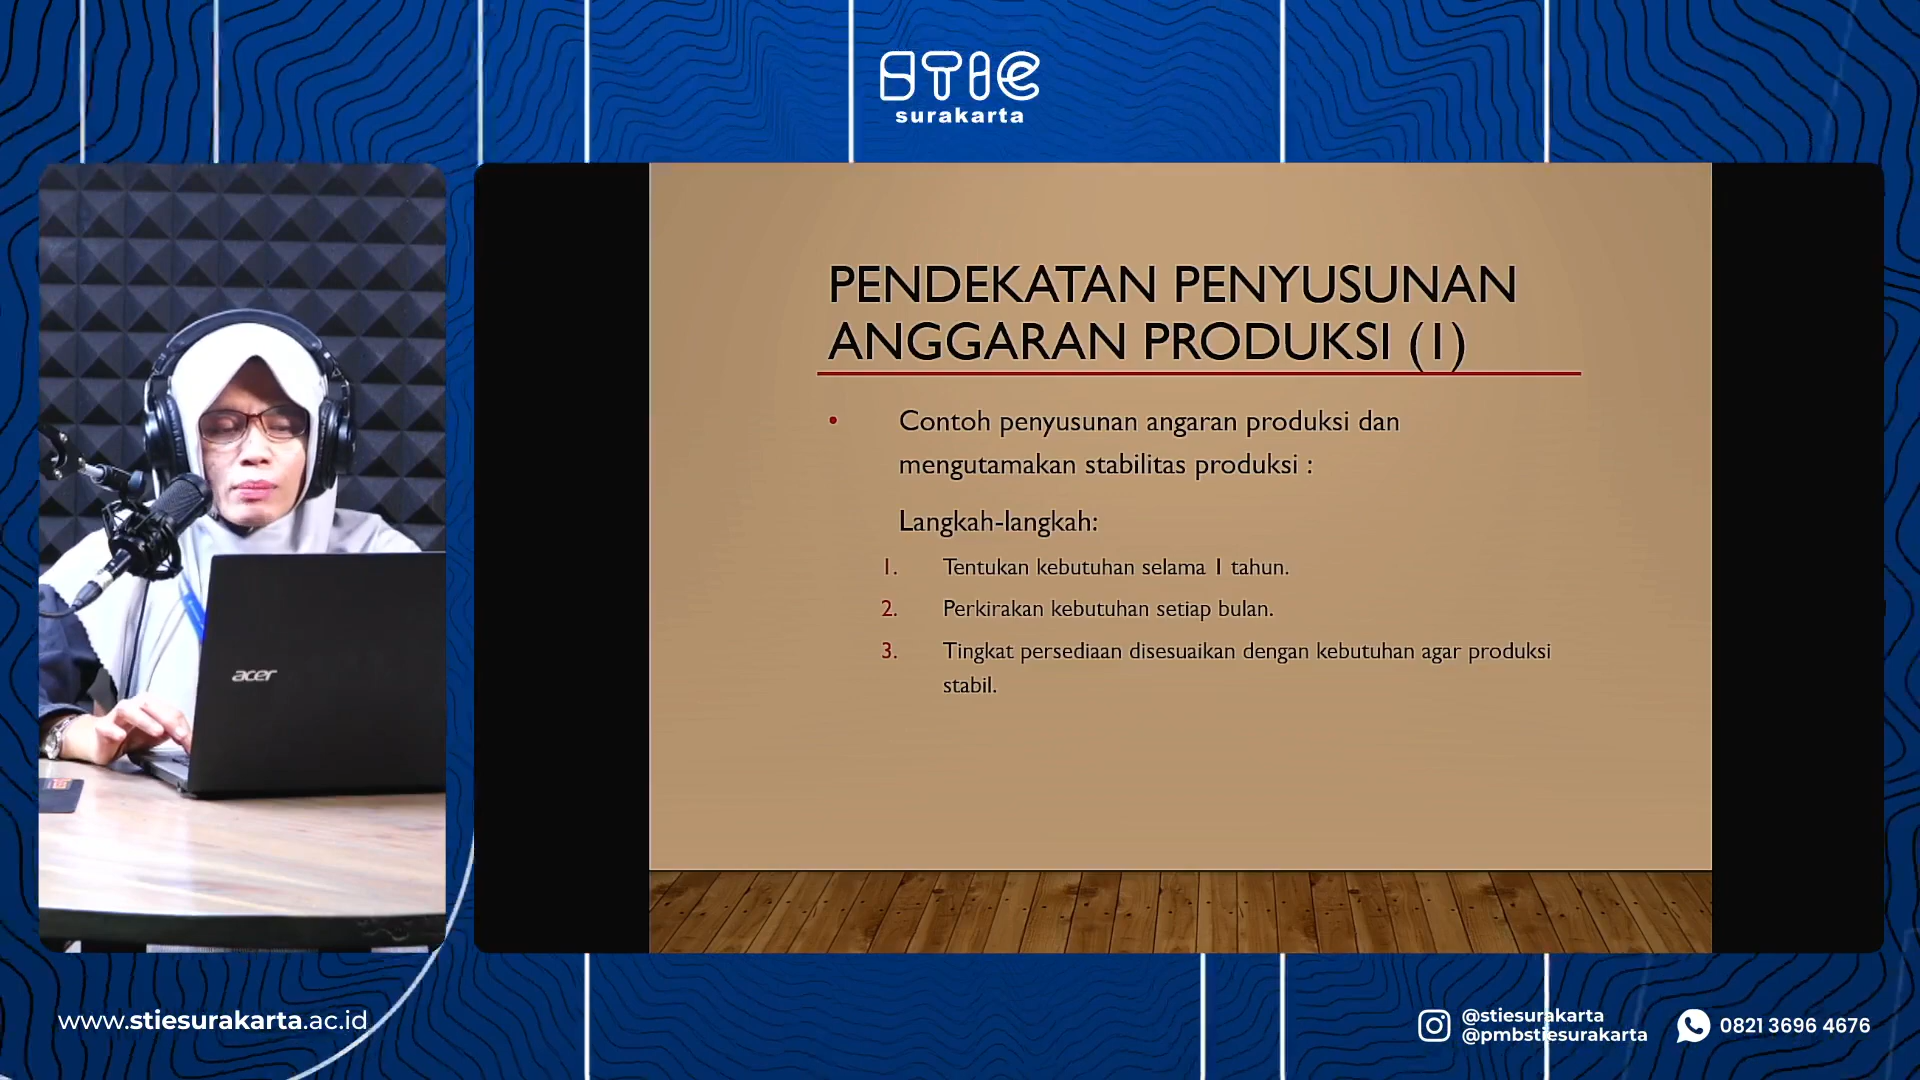 STIE
surakarta
PENDEKATAN PENYUSUNAN
ANGGARAN PRODUKSI (1)
• Contoh penyusunan angaran produksi dan
mengutamakan stabilitas produksi :
Langkah-langkah:
1. Tentukan kebutuhan selama 1 tahun.
2. Perkirakan kebutuhan setiap bulan.
3. Tingkat persediaan disesuaikan dengan kebutuhan agar produksi
stabil.
acer
www.stiesurakarta.ac.id
@stiesurakarta
@pmbstiesurakarta
0821 3696 4676